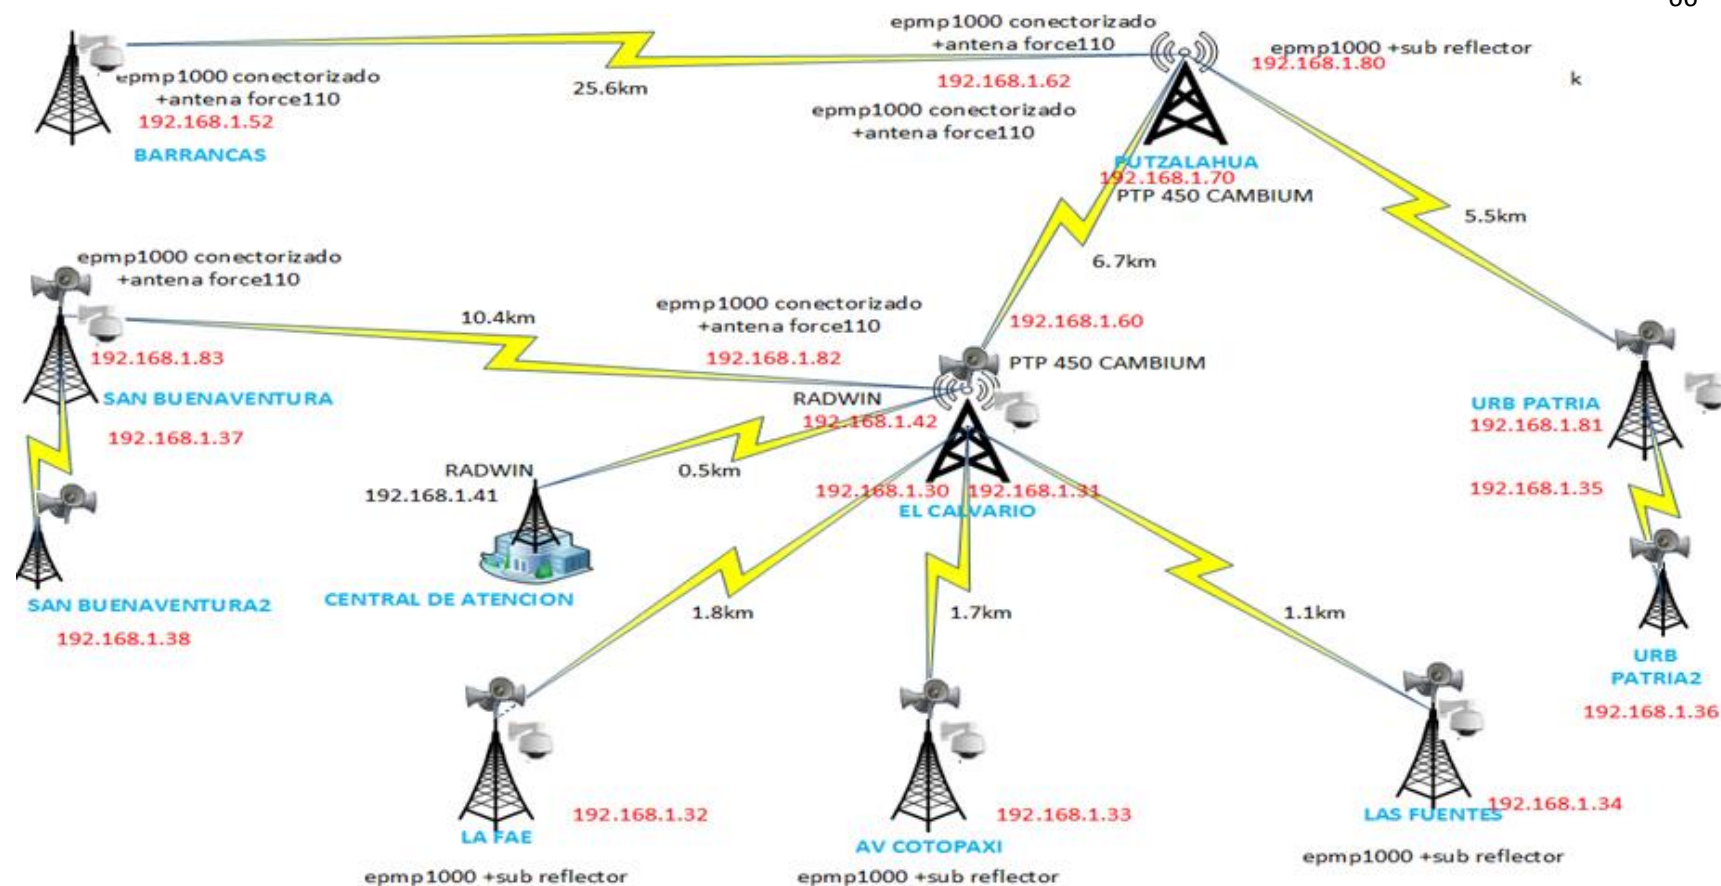 epmp1000 conectorizado
+antena force110
epmp1000 +sub reflector
192.168.1.80
k
epmp1000 conectorizado
+antena force110
192.168.1.52
BARRANCAS
25.6km
192.168.1.62
epmp1000 conectorizado
+antena force110
PUTZALAHUA
192.168.1.70
PTP 450 CAMBIUM
5.5km
6.7km
epmp1000 conectorizado
+antena force110
10.4km
epmp1000 conectorizado
+antena force110
192.168.1.60
192.168.1.83
192.168.1.82
PTP 450 CAMBIUM
SAN BUENAVENTURA
RADWIN
192.168.1.42
URB PATRIA
192.168.1.81
192.168.1.37
RADWIN
0.5km
192.168.1.41
192.168.1.30
192.168.1.31
192.168.1.35
EL CALVARIO
SAN BUENAVENTURA2
192.168.1.38
CENTRAL DE ATENCION
1.8km
1.7km
1.1km
URB
PATRIA2
192.168.1.36
192.168.1.32
LA FAE
epmp1000 +sub reflector
192.168.1.33
AV COTOPAXI
epmp1000 +sub reflector
192.168.1.34
LAS FUENTES
epmp1000 +sub reflector